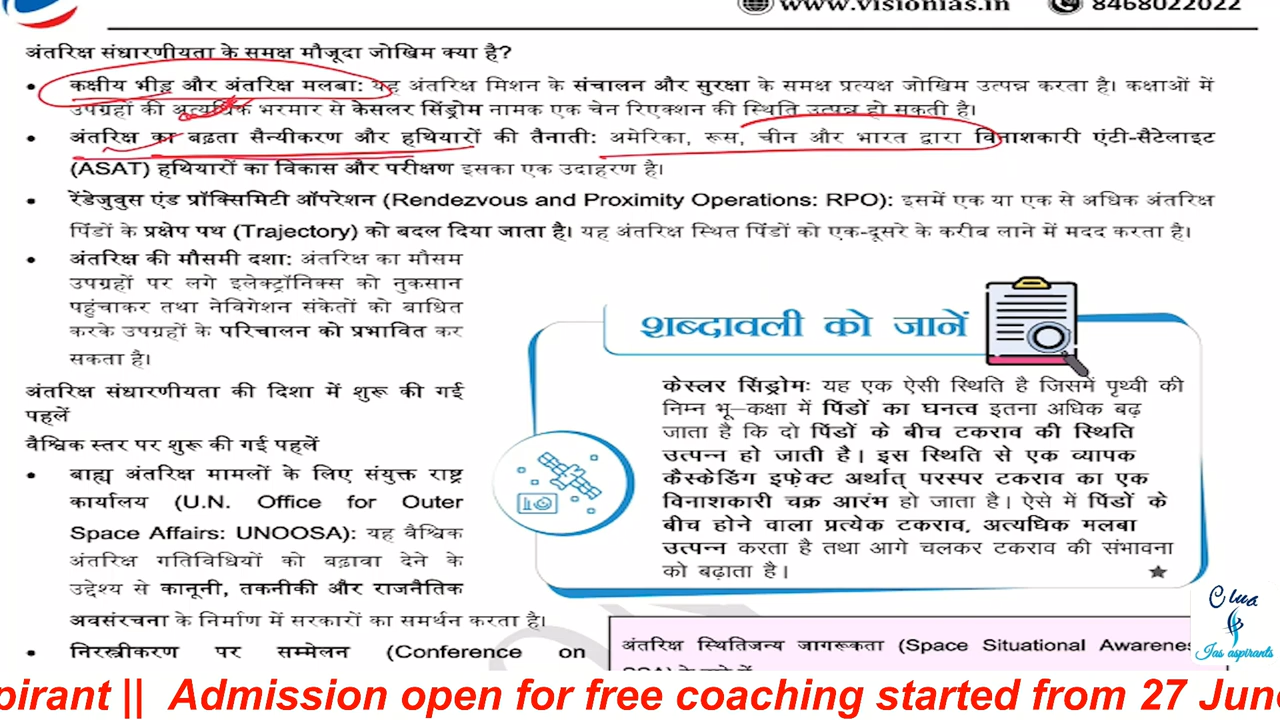 www.visionias.in
8468022022
अंतरिक्ष संधारणीयता के समक्ष मौजूदा जोखिम क्या है?
• कक्षीय भीड़ और अंतरिक्ष मलबा: यह अंतरिक्ष मिशन के संचालन और सुरक्षा के समक्ष प्रत्यक्ष जोखिम उत्पन्न करता है। कक्षाओं में
उपग्रहों की अत्यधिक भरमार से केसलर सिंड्रोम नामक एक चेन रिएक्शन की स्थिति उत्पन्न हो सकती है।
• अंतरिक्ष का बढ़ता सैन्यीकरण और हथियारों की तैनाती: अमेरिका, रूस, चीन और भारत द्वारा विनाशकारी एंटी-सैटेलाइट
(ASAT) हथियारों का विकास और परीक्षण इसका एक उदाहरण है।
• रेंडेजुवुस एंड प्रॉक्सिमिटी ऑपरेशन (Rendezvous and Proximity Operations: RPO): इसमें एक या एक से अधिक अंतरिक्ष
पिंडों के प्रक्षेप पथ (Trajectory) को बदल दिया जाता है। यह अंतरिक्ष स्थित पिंडों को एक-दूसरे के करीब लाने में मदद करता है।
• अंतरिक्ष की मौसमी दशा: अंतरिक्ष का मौसम
उपग्रहों पर लगे इलेक्ट्रॉनिक्स को नुकसान
पहुंचाकर तथा नेविगेशन संकेतों को बाधित
करके उपग्रहों के परिचालन को प्रभावित कर
सकता है।
अंतरिक्ष संधारणीयता की दिशा में शुरू की गई
पहलें
वैश्विक स्तर पर शुरू की गई पहलें
• बाह्य अंतरिक्ष मामलों के लिए संयुक्त राष्ट्र
कार्यालय (U.N. Office for Outer
Space Affairs: UNOOSA): यह वैश्विक
अंतरिक्ष गतिविधियों को बढ़ावा देने के
उद्देश्य से कानूनी, तकनीकी और राजनैतिक
अवसंरचना के निर्माण में सरकारों का समर्थन करता है।
• निरस्त्रीकरण पर सम्मेलन (Conference on
शब्दावली को जानें
केस्लर सिंड्रोम: यह एक ऐसी स्थिति है जिसमें पृथ्वी की
निम्न भू-कक्षा में पिंडों का घनत्व इतना अधिक बढ़
जाता है कि दो पिंडों के बीच टकराव की स्थिति
उत्पन्न हो जाती है। इस स्थिति से एक व्यापक
कैस्केडिंग इफ़ेक्ट अर्थात् परस्पर टकराव का एक
विनाशकारी चक्र आरंभ हो जाता है। ऐसे में पिंडों के
बीच होने वाला प्रत्येक टकराव, अत्यधिक मलबा
उत्पन्न करता है तथा आगे चलकर टकराव की संभावना
को बढ़ाता है।
अंतरिक्ष स्थितिजन्य जागरूकता (Space Situational Awarenes
Ias aspirants
pirant || Admission open for free coaching started from 27 June